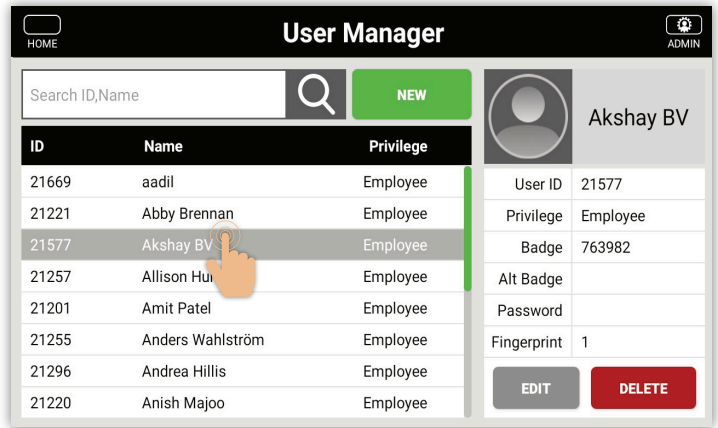 HOME
User Manager
ADMIN
Search ID,Name
NEW
Akshay BV
ID Name Privilege
21669 aadil Employee
21221 Abby Brennan Employee
21577 Akshay BV Employee
21257 Allison Employee
21201 Amit Patel Employee
21255 Anders Wahlström Employee
21296 Andrea Hillis Employee
21220 Anish Majoo Employee
User ID 21577
Privilege Employee
Badge 763982
Alt Badge
Password
Fingerprint 1
EDIT
DELETE